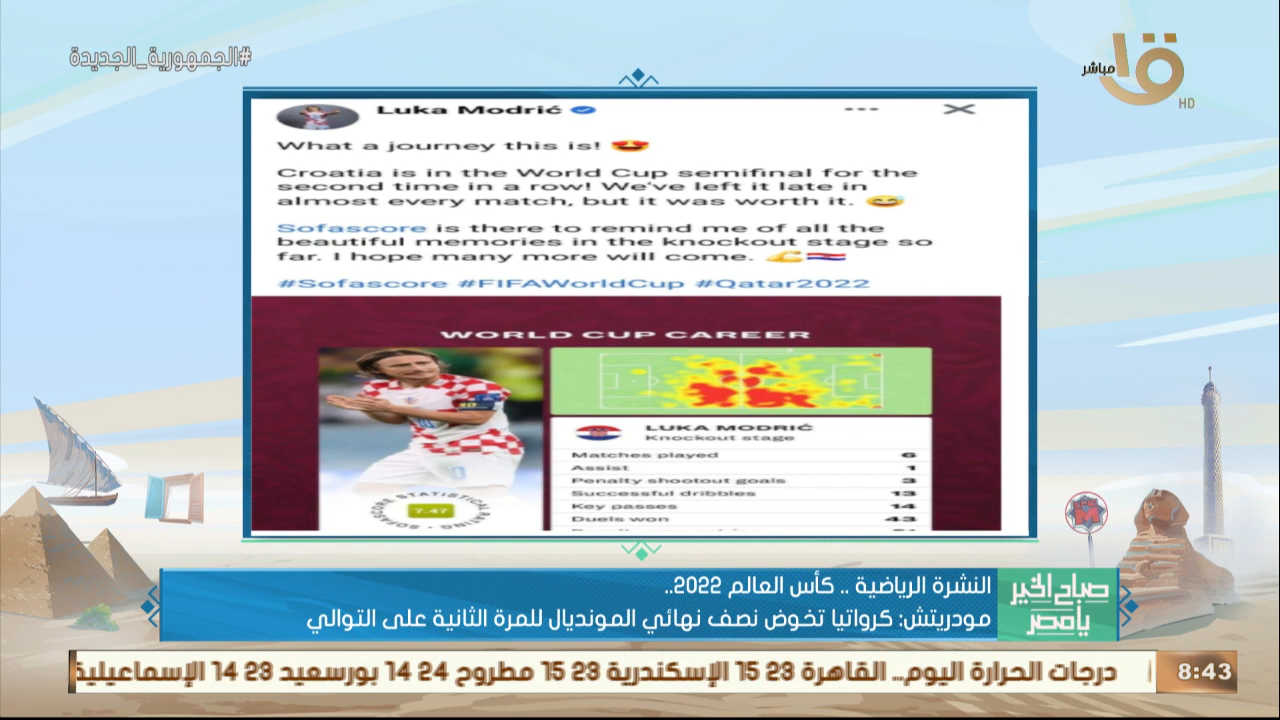 #الجمهورية_الجديدة
مباشر
HD
Luka Modrić
What a journey this is! 😍
Croatia is in the World Cup semifinal for the
second time in a row! We've left it late in
almost every match, but it was worth it. 😅
Sofascore is there to remind me of all the
beautiful memories in the knockout stage so
far. I hope many more will come. 💪🇭🇷
#Sofascore #FIFAWorldCup #Qatar2022
WORLD CUP CAREER
LUKA MODRIĆ
Knockout stage
Matches played 6
Assist 1
Penalty shootout goals 3
Successful dribbles 13
Key passes 14
Duels won 43
SOFASCORE STATISTICAL RATING
7.47
M
صباح الخير
يا مصر
النشرة الرياضية .. كأس العالم 2022..
مودريتش: كرواتيا تخوض نصف نهائي المونديال للمرة الثانية على التوالي
8:43
درجات الحرارة اليوم.. القاهرة 23 15 الإسكندرية 23 15 مطروح 24 14 بورسعيد 23 14 الإسماعيلية